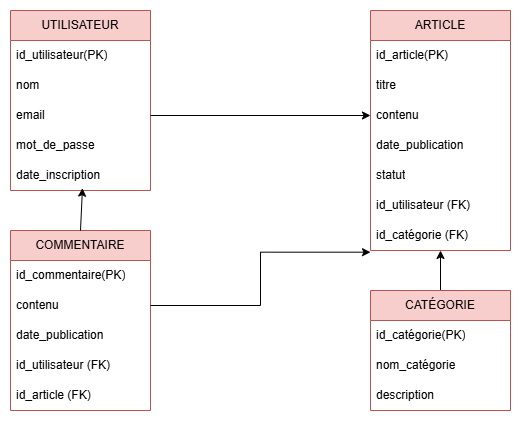 UTILISATEUR
id_utilisateur(PK)
nom
email
mot_de_passe
date_inscription
ARTICLE
id_article(PK)
titre
contenu
date_publication
statut
id_utilisateur (FK)
id_catégorie (FK)
COMMENTAIRE
id_commentaire(PK)
contenu
date_publication
id_utilisateur (FK)
id_article (FK)
CATÉGORIE
id_catégorie(PK)
nom_catégorie
description